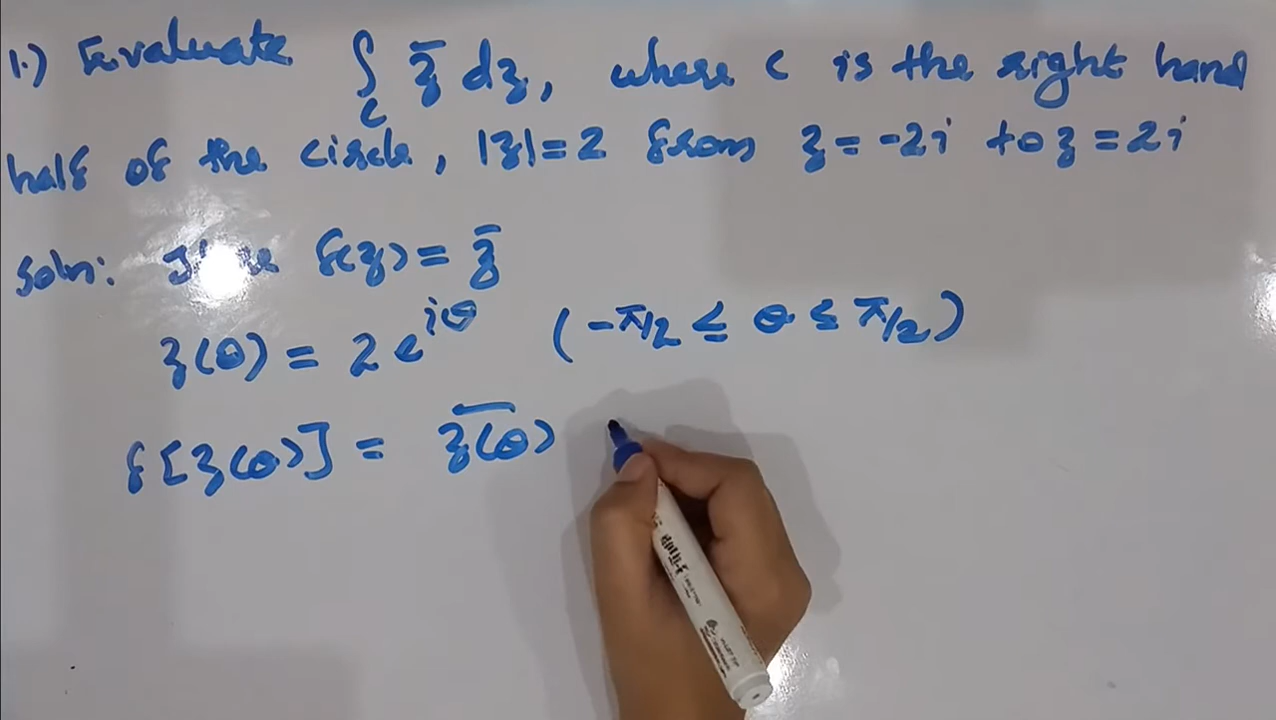 1.) Evaluate ∫_C z̄ dz, where C is the right hand
half of the circle, |z|=2 from z = -2i to z = 2i
Soln: f(z) = z̄
z(θ) = 2e^{iθ} (-π/2 ≤ θ ≤ π/2)
f[z(θ)] = \overline{z(θ)}